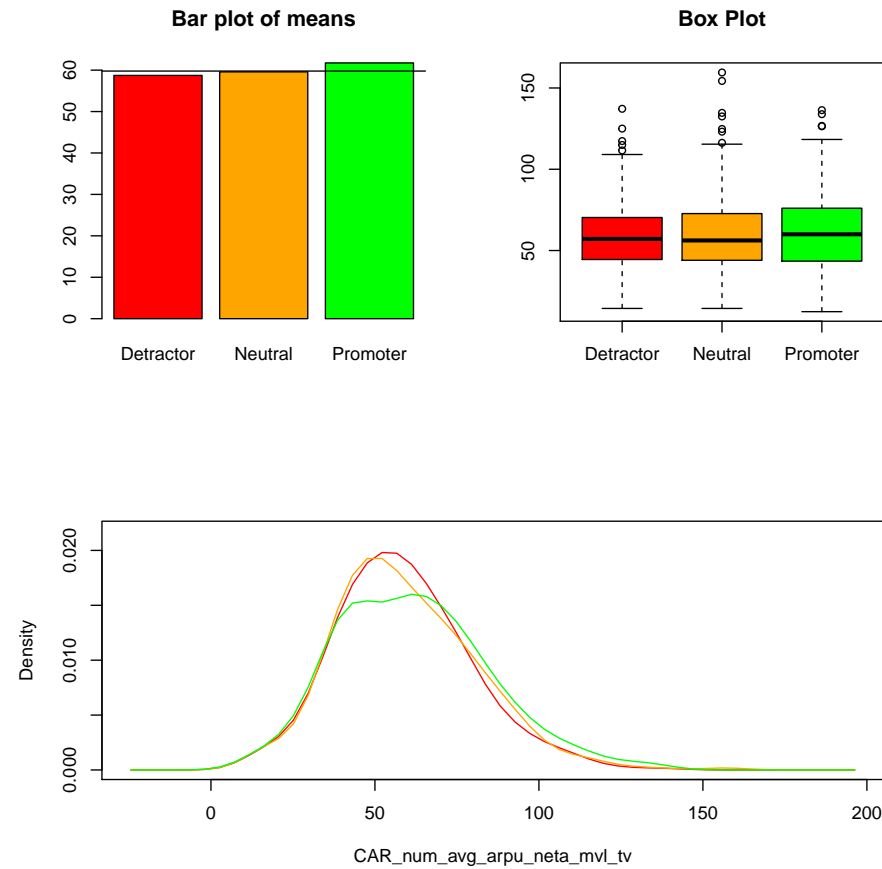 Bar plot of means
60
50
40
30
20
10
0
Detractor Neutral Promoter
Box Plot
150
100
50
Detractor Neutral Promoter
Density
0.020
0.010
0.000
0 50 100 150 200
CAR_num_avg_arpu_neta_mvl_tv